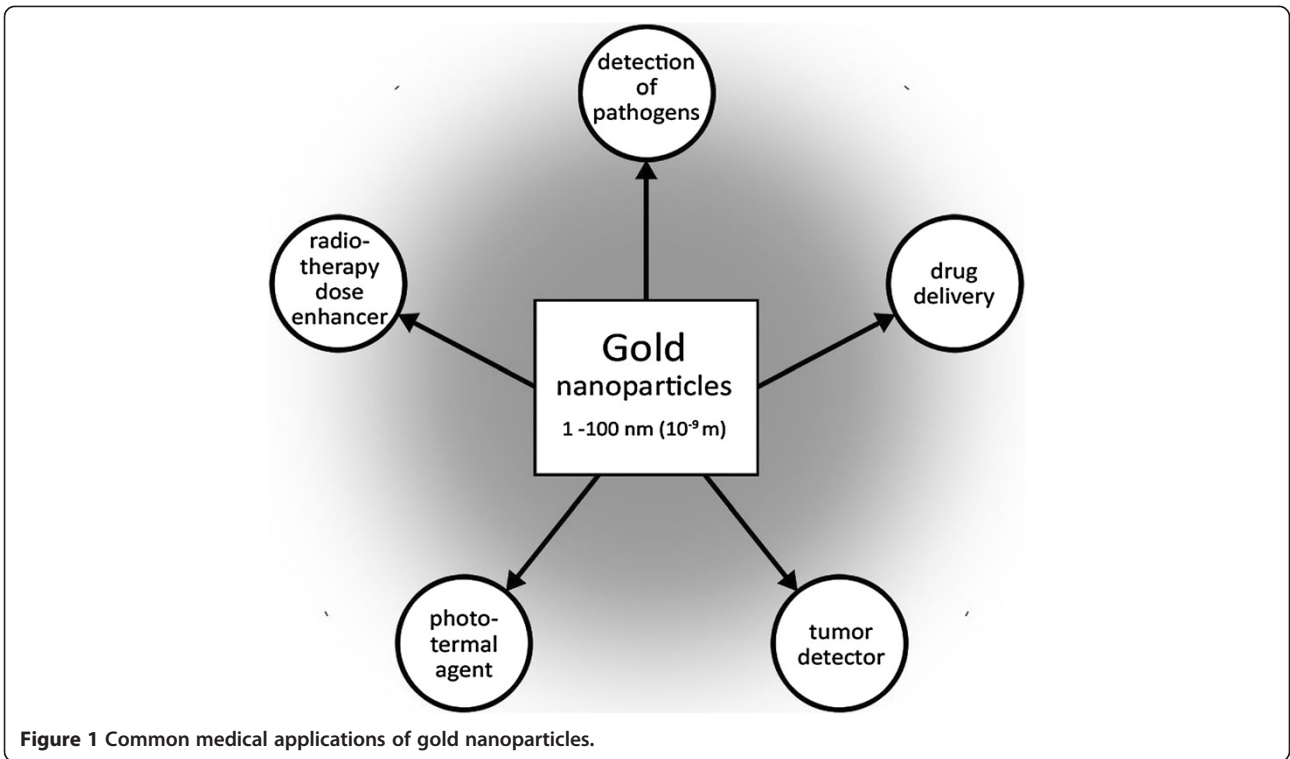 detection
of
pathogens
radio-
therapy
dose
enhancer
drug
delivery
Gold
nanoparticles
1 -100 nm (10⁻⁹ m)
photo-
termal
agent
tumor
detector
Figure 1 Common medical applications of gold nanoparticles.